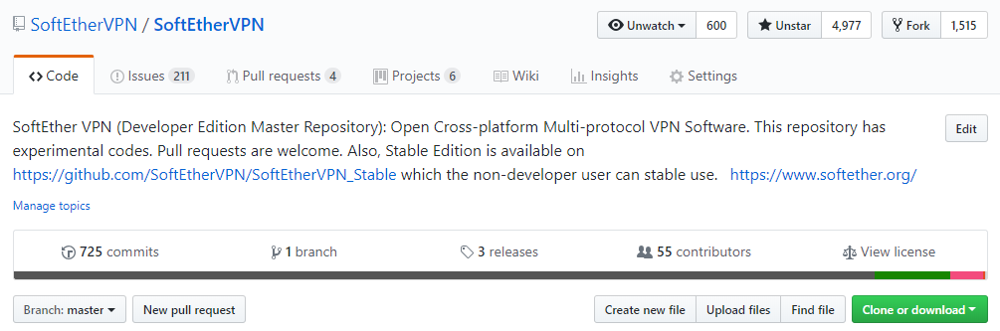 SoftEtherVPN / SoftEtherVPN Unwatch 600 Unstar 4,977 Fork 1,515
Code Issues 211 Pull requests 4 Projects 6 Wiki Insights Settings
SoftEther VPN (Developer Edition Master Repository): Open Cross-platform Multi-protocol VPN Software. This repository has Edit
experimental codes. Pull requests are welcome. Also, Stable Edition is available on
https://github.com/SoftEtherVPN/SoftEtherVPN_Stable which the non-developer user can stable use. https://www.softether.org/
Manage topics
725 commits 1 branch 3 releases 55 contributors View license
Branch: master New pull request Create new file Upload files Find file Clone or download